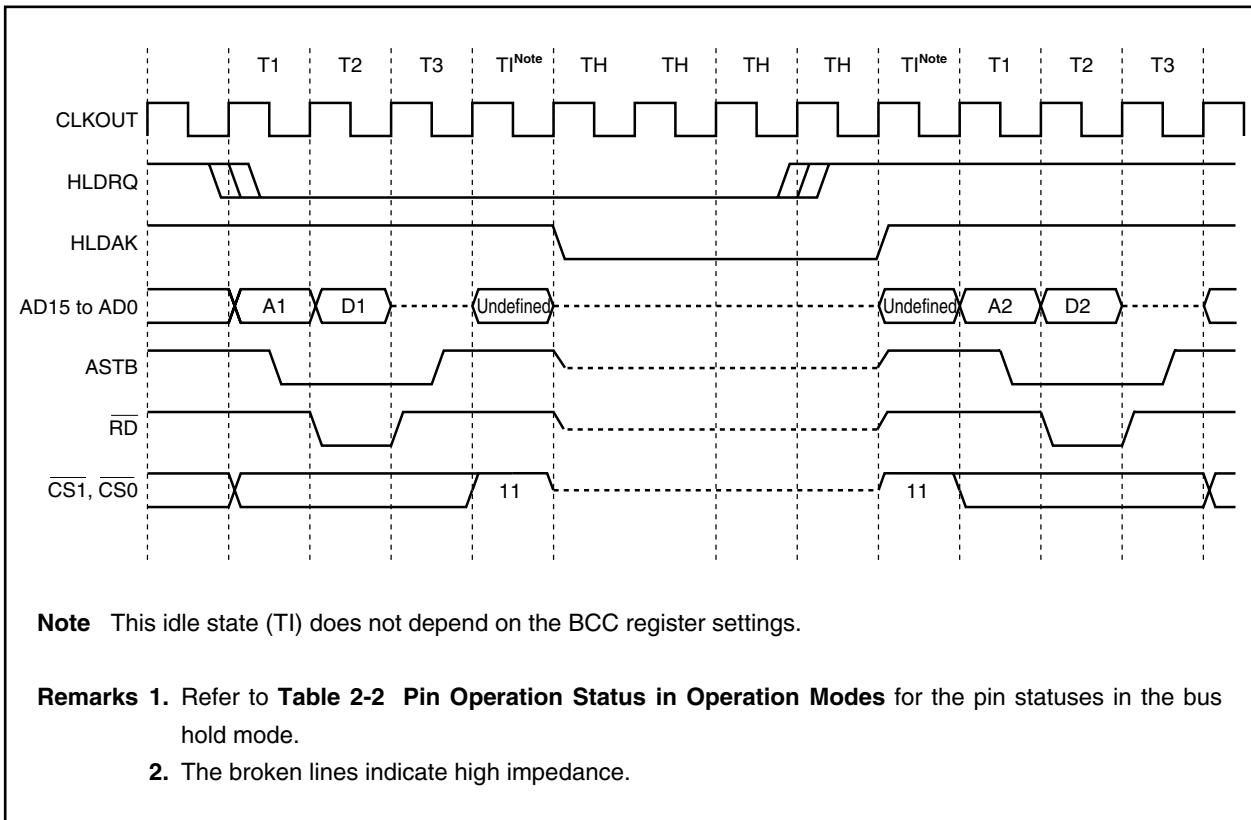 T1 T2 T3 TINote TH TH TH TH TINote T1 T2 T3
CLKOUT
HLDRQ
HLDAK
AD15 to AD0 A1 D1 Undefined Undefined A2 D2
ASTB
RD
CS1, CS0 11 11
Note This idle state (TI) does not depend on the BCC register settings.
Remarks 1. Refer to Table 2-2 Pin Operation Status in Operation Modes for the pin statuses in the bus
hold mode.
2. The broken lines indicate high impedance.